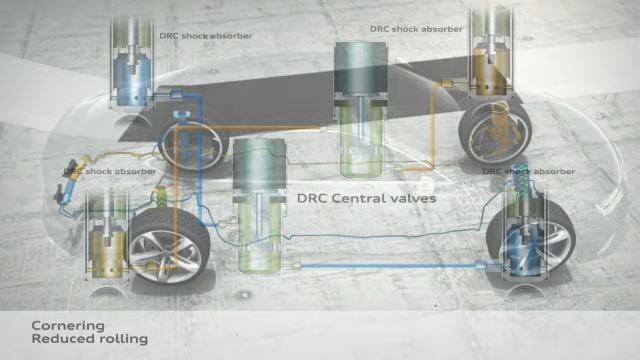 DRC shock absorber
DRC shock absorber
DRC shock absorber
DRC shock absorber
DRC Central valves
Cornering
Reduced rolling